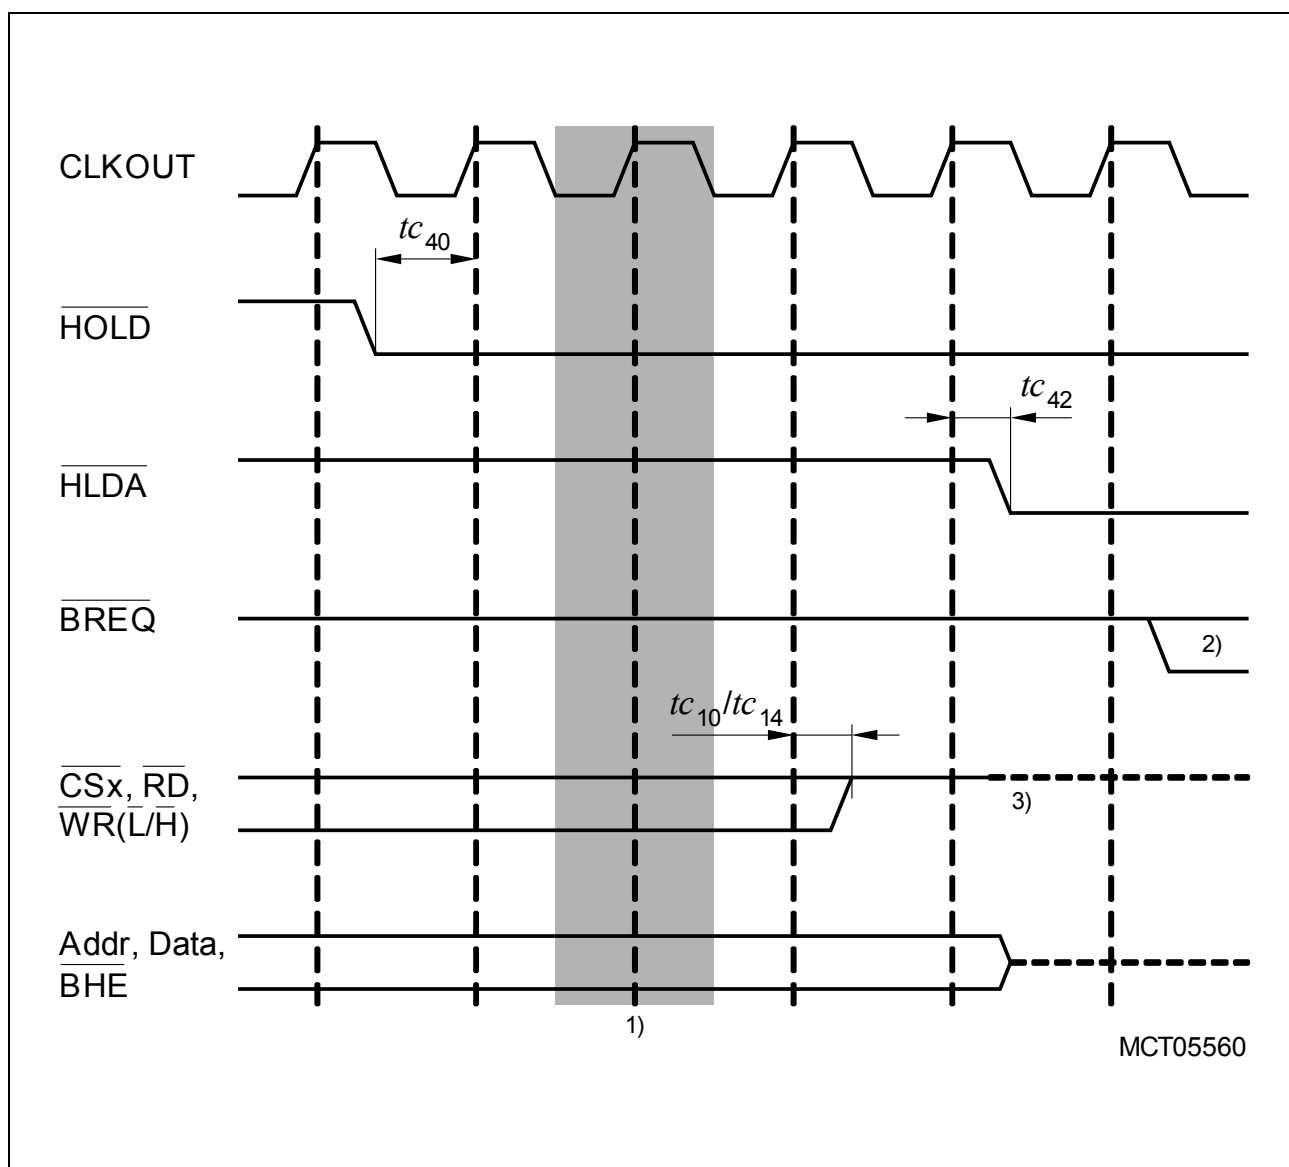 CLKOUT
tc40
HOLD
tc42
HLDA
BREQ
2)
tc10/tc14
CSx, RD,
WR(L/H)
3)
Addr, Data,
BHE
1)
MCT05560